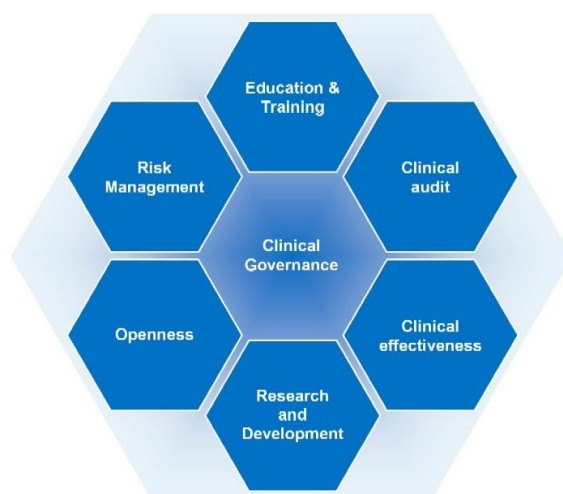 Education &
Training
Risk
Management
Clinical
audit
Clinical
Governance
Openness
Clinical
effectiveness
Research
and
Development